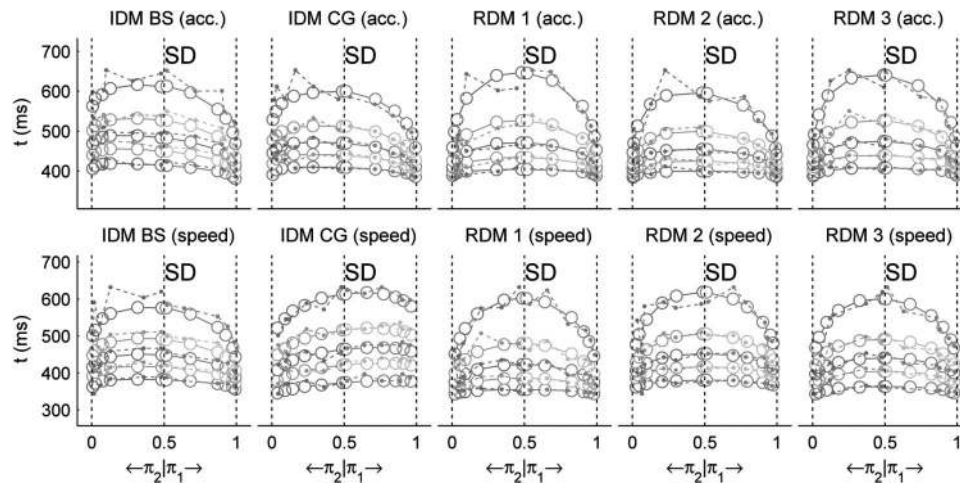 IDM BS (acc.) IDM CG (acc.) RDM 1 (acc.) RDM 2 (acc.) RDM 3 (acc.)
700 SD SD SD SD SD
600
t (ms)
500
400
IDM BS (speed) IDM CG (speed) RDM 1 (speed) RDM 2 (speed) RDM 3 (speed)
700 SD SD SD SD SD
600
t (ms)
500
400
300
0 0.5 1 0 0.5 1 0 0.5 1 0 0.5 1 0 0.5 1
←π₂|π₁→ ←π₂|π₁→ ←π₂|π₁→ ←π₂|π₁→ ←π₂|π₁→